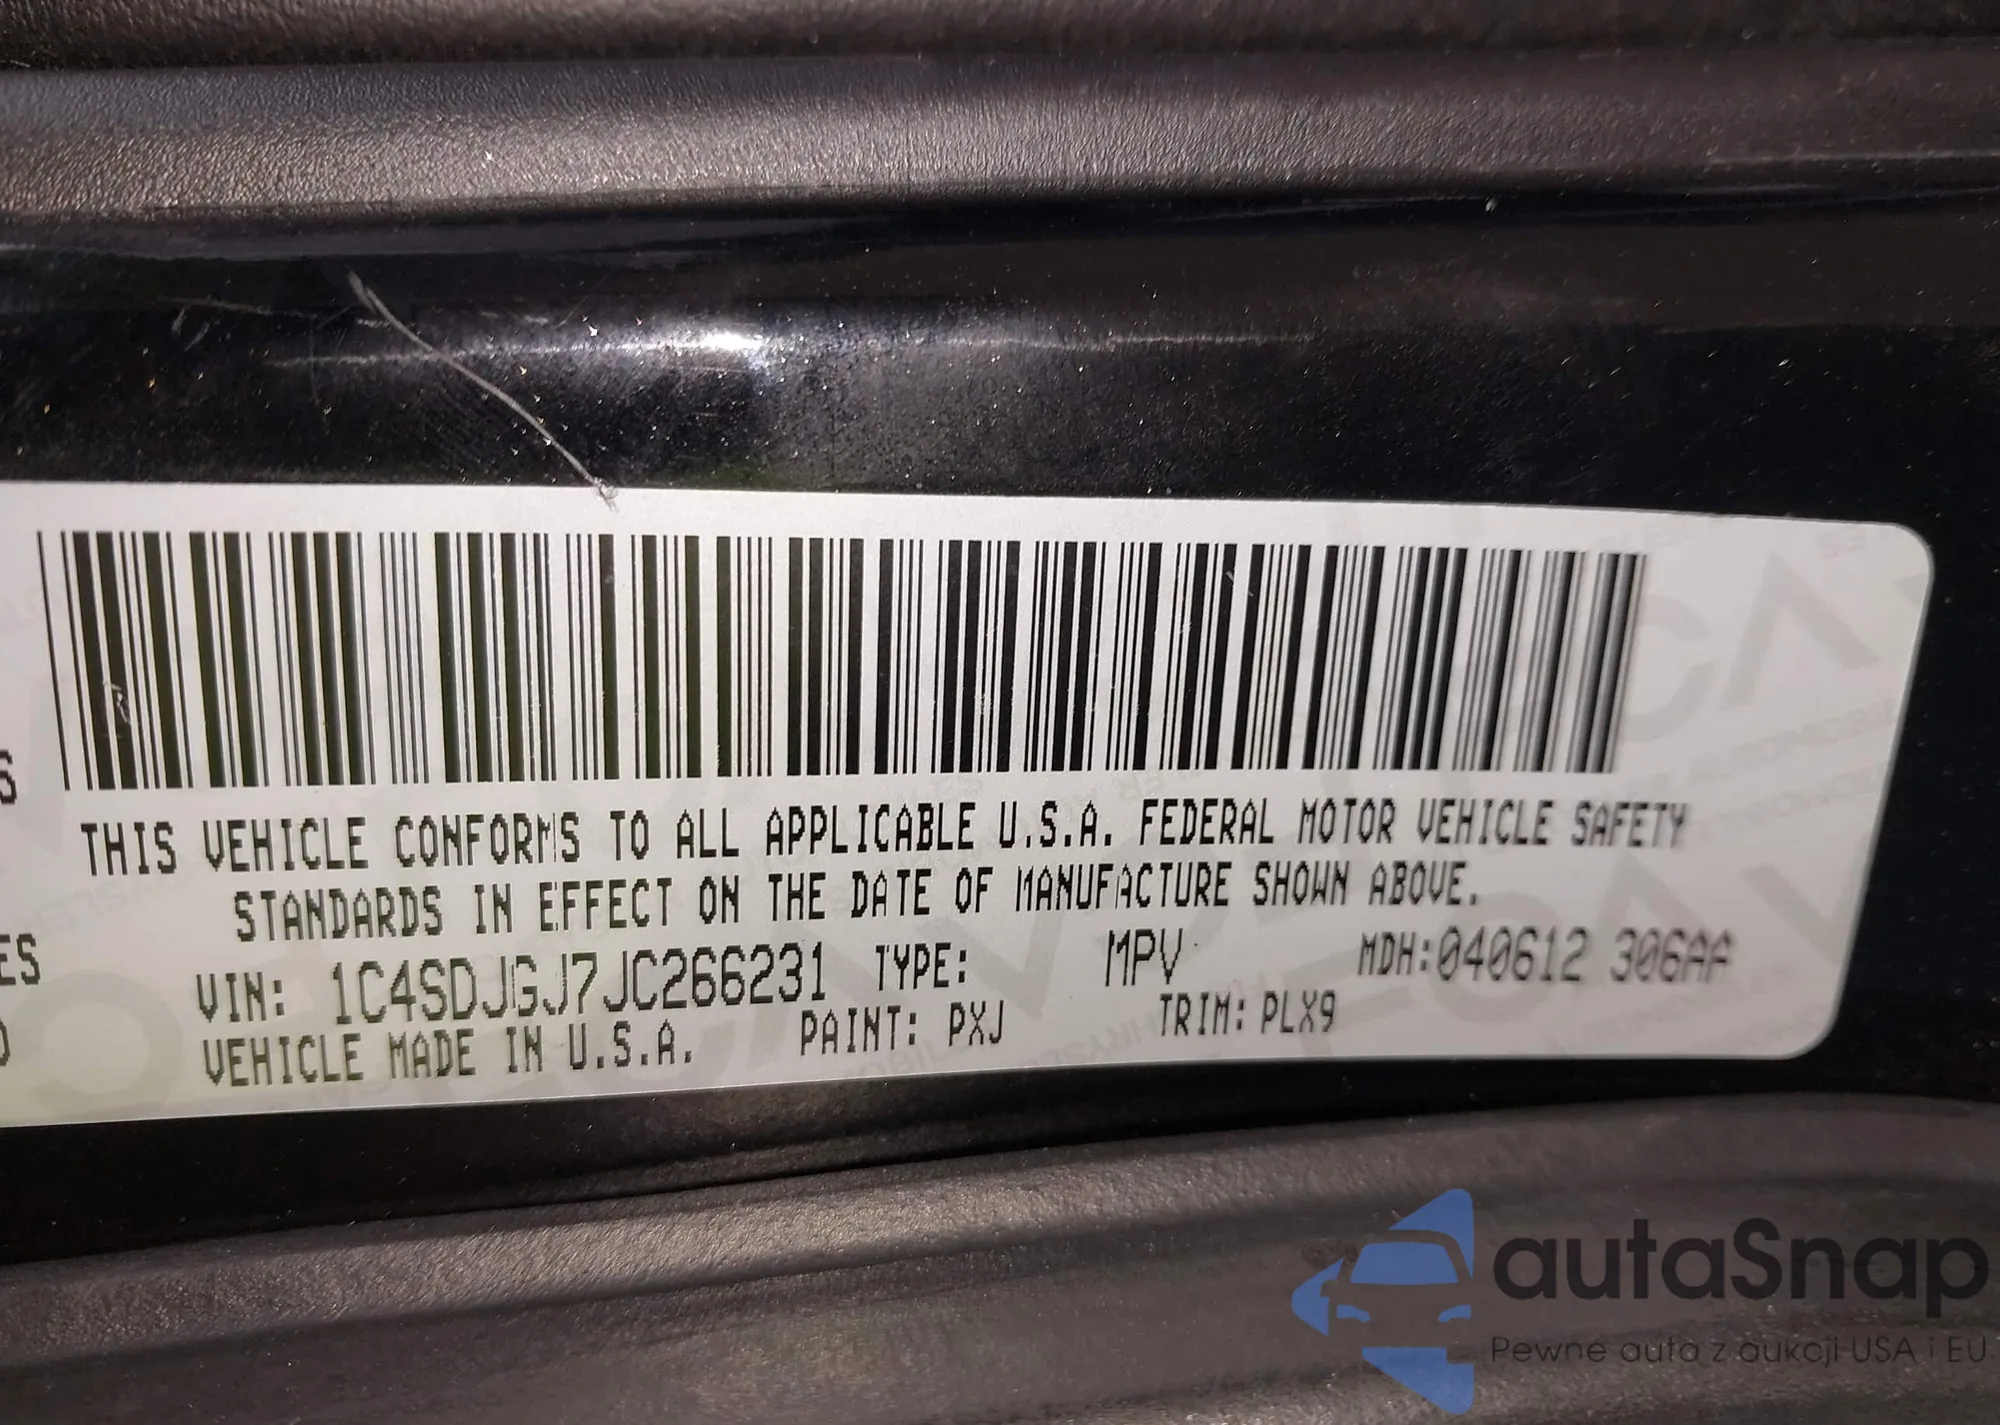 S
THIS VEHICLE CONFORMS TO ALL APPLICABLE U.S.A. FEDERAL MOTOR VEHICLE SAFETY
STANDARDS IN EFFECT ON THE DATE OF MANUFACTURE SHOWN ABOVE.
ES
VIN: 1C4SDJGJ7JC266231 TYPE: MPV MDH:040612 306AA
VEHICLE MADE IN U.S.A. PAINT: PXJ TRIM: PLX9
autaSnap
Pewne auta z aukcji USA i EU